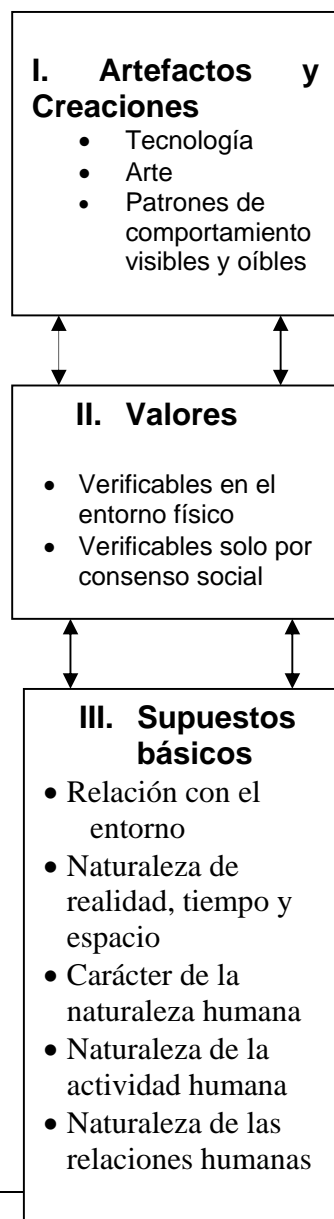 I. Artefactos y
Creaciones
• Tecnología
• Arte
• Patrones de
comportamiento
visibles y oíbles
II. Valores
• Verificables en el
entorno físico
• Verificables solo por
consenso social
III. Supuestos
básicos
• Relación con el
entorno
• Naturaleza de
realidad, tiempo y
espacio
• Carácter de la
naturaleza humana
• Naturaleza de la
actividad humana
• Naturaleza de las
relaciones humanas